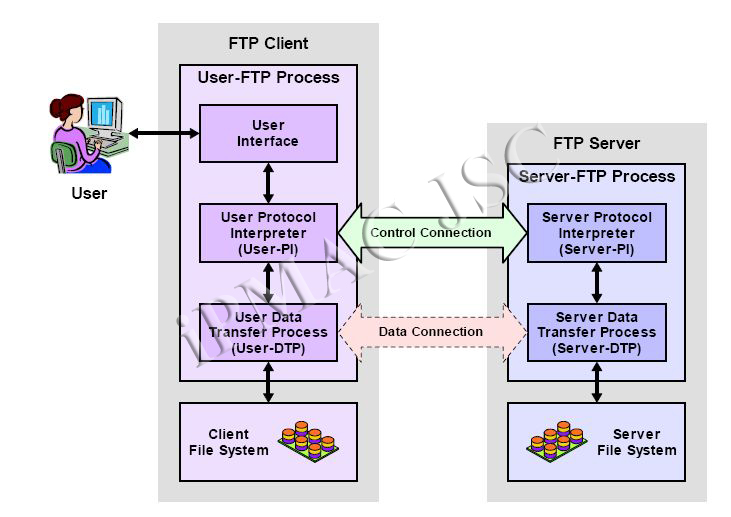 FTP Client
User-FTP Process
User
Interface
User
FTP Server
Server-FTP Process
User Protocol
Interpreter
(User-PI)
Control Connection
Server Protocol
Interpreter
(Server-PI)
User Data
Transfer Process
(User-DTP)
Data Connection
Server Data
Transfer Process
(Server-DTP)
Client
File System
Server
File System
iPMAC JSC